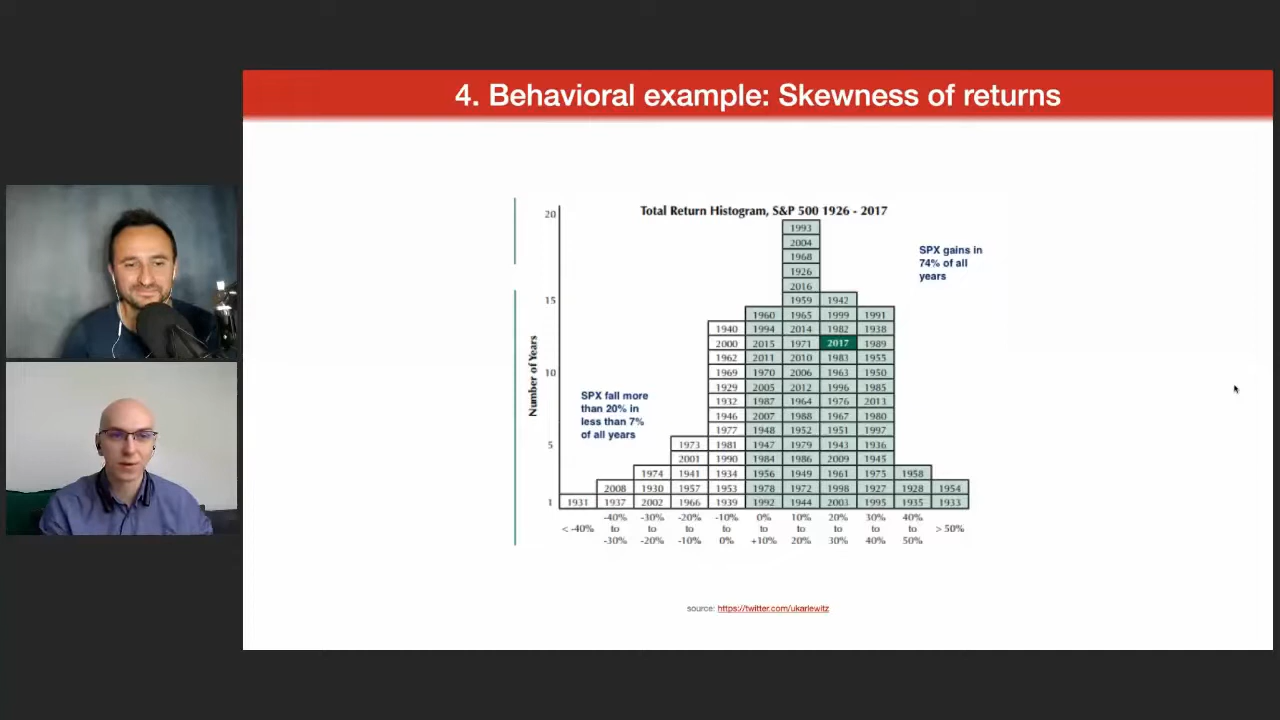 4. Behavioral example: Skewness of returns
Total Return Histogram, S&P 500 1926 - 2017
SPX gains in
74% of all
years
SPX fall more
than 20% in
less than 7%
of all years
Number of Years
20
15
10
5
1
1993
2004
1968
1926
2016
1959 1942
1960 1965 1999 1991
1940 1994 2014 1982 1938
2000 2015 1971 2017 1989
1962 2011 2010 1983 1955
1969 1970 2006 1963 1950
1929 2005 2012 1996 1985
1932 1987 1964 1976 2013
1946 2007 1988 1967 1980
1977 1948 1952 1951 1997
1973 1981 1947 1979 1943 1936
2001 1990 1984 1986 2009 1945
1974 1941 1934 1956 1949 1961 1975 1958
2008 1930 1957 1953 1978 1972 1998 1927 1928 1954
1931 1937 2002 1966 1939 1992 1944 2003 1995 1935 1933
< -40%
-40%
to
-30%
-30%
to
-20%
-20%
to
-10%
-10%
to
0%
0%
to
+10%
10%
to
20%
20%
to
30%
30%
to
40%
40%
to
50%
> 50%
source: https://twitter.com/ukarlewitz